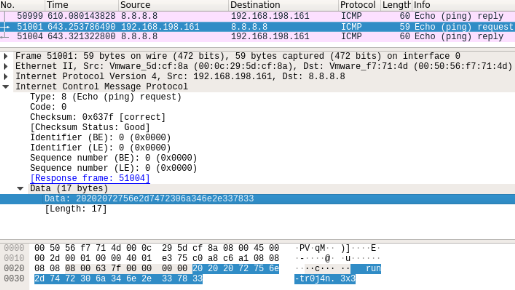 No. Time Source Destination Protocol Length Info
50999 610.080143828 8.8.8.8 192.168.198.161 ICMP 60 Echo (ping) reply
51001 643.253786490 192.168.198.161 8.8.8.8 ICMP 59 Echo (ping) request
51004 643.321322800 8.8.8.8 192.168.198.161 ICMP 60 Echo (ping) reply
Frame 51001: 59 bytes on wire (472 bits), 59 bytes captured (472 bits) on interface 0
Ethernet II, Src: Vmware_5d:cf:8a (00:0c:29:5d:cf:8a), Dst: Vmware_f7:71:4d (00:50:56:f7:71:4d)
Internet Protocol Version 4, Src: 192.168.198.161, Dst: 8.8.8.8
Internet Control Message Protocol
Type: 8 (Echo (ping) request)
Code: 0
Checksum: 0x637f [correct]
[Checksum Status: Good]
Identifier (BE): 0 (0x0000)
Identifier (LE): 0 (0x0000)
Sequence number (BE): 0 (0x0000)
Sequence number (LE): 0 (0x0000)
[Response frame: 51004]
Data (17 bytes)
Data: 20202072756e2d7472306a346e2e337833
[Length: 17]
0000 00 50 56 f7 71 4d 00 0c 29 5d cf 8a 08 00 45 00 ·PV·qM·· )]····E·
0010 00 2d 00 01 00 00 40 01 e3 75 c0 a8 c6 a1 08 08 ·-····@· ·u······
0020 08 08 08 00 63 7f 00 00 00 00 20 20 20 72 75 6e ····c··· ··   run
0030 2d 74 72 30 6a 34 6e 2e 33 78 33 -tr0j4n. 3x3